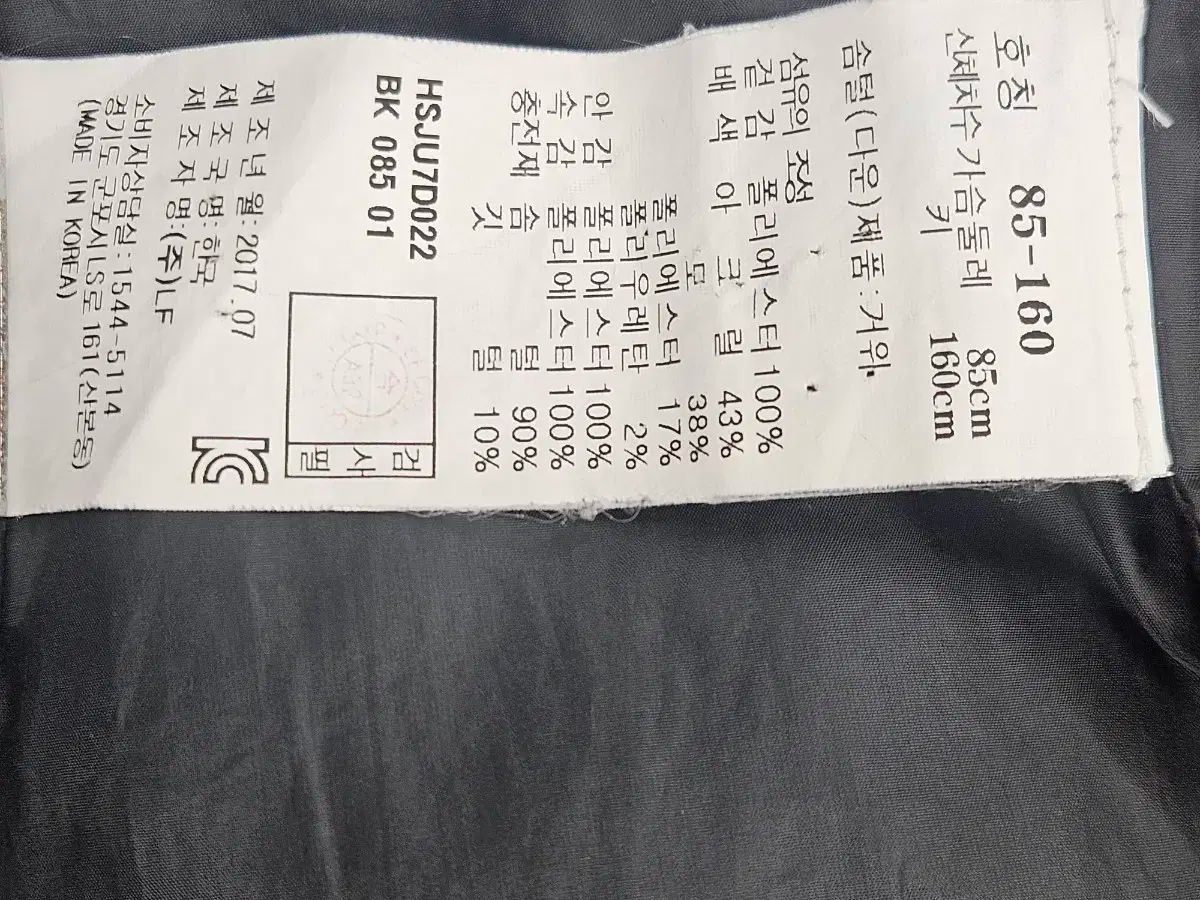 호칭 85-160
신체치수 가슴둘레 85cm
키 160cm
솜털(다운)제품:거위
섬유의 조성
겉감 폴리에스터 100%
배색 아크릴 43%
모 38%
폴리에스터 17%
폴리우레탄 2%
안감 폴리에스터 100%
속감 폴리에스터 100%
충전재 솜털 90%
깃털 10%
HSJU7D022
BK 085 01
검사필
제조년월:2017.07
제조국명:한국
제조자명:(주)LF
소비자상담실:1544-5114
경기도 군포시LS로 161(산본동)
(MADE IN KOREA)